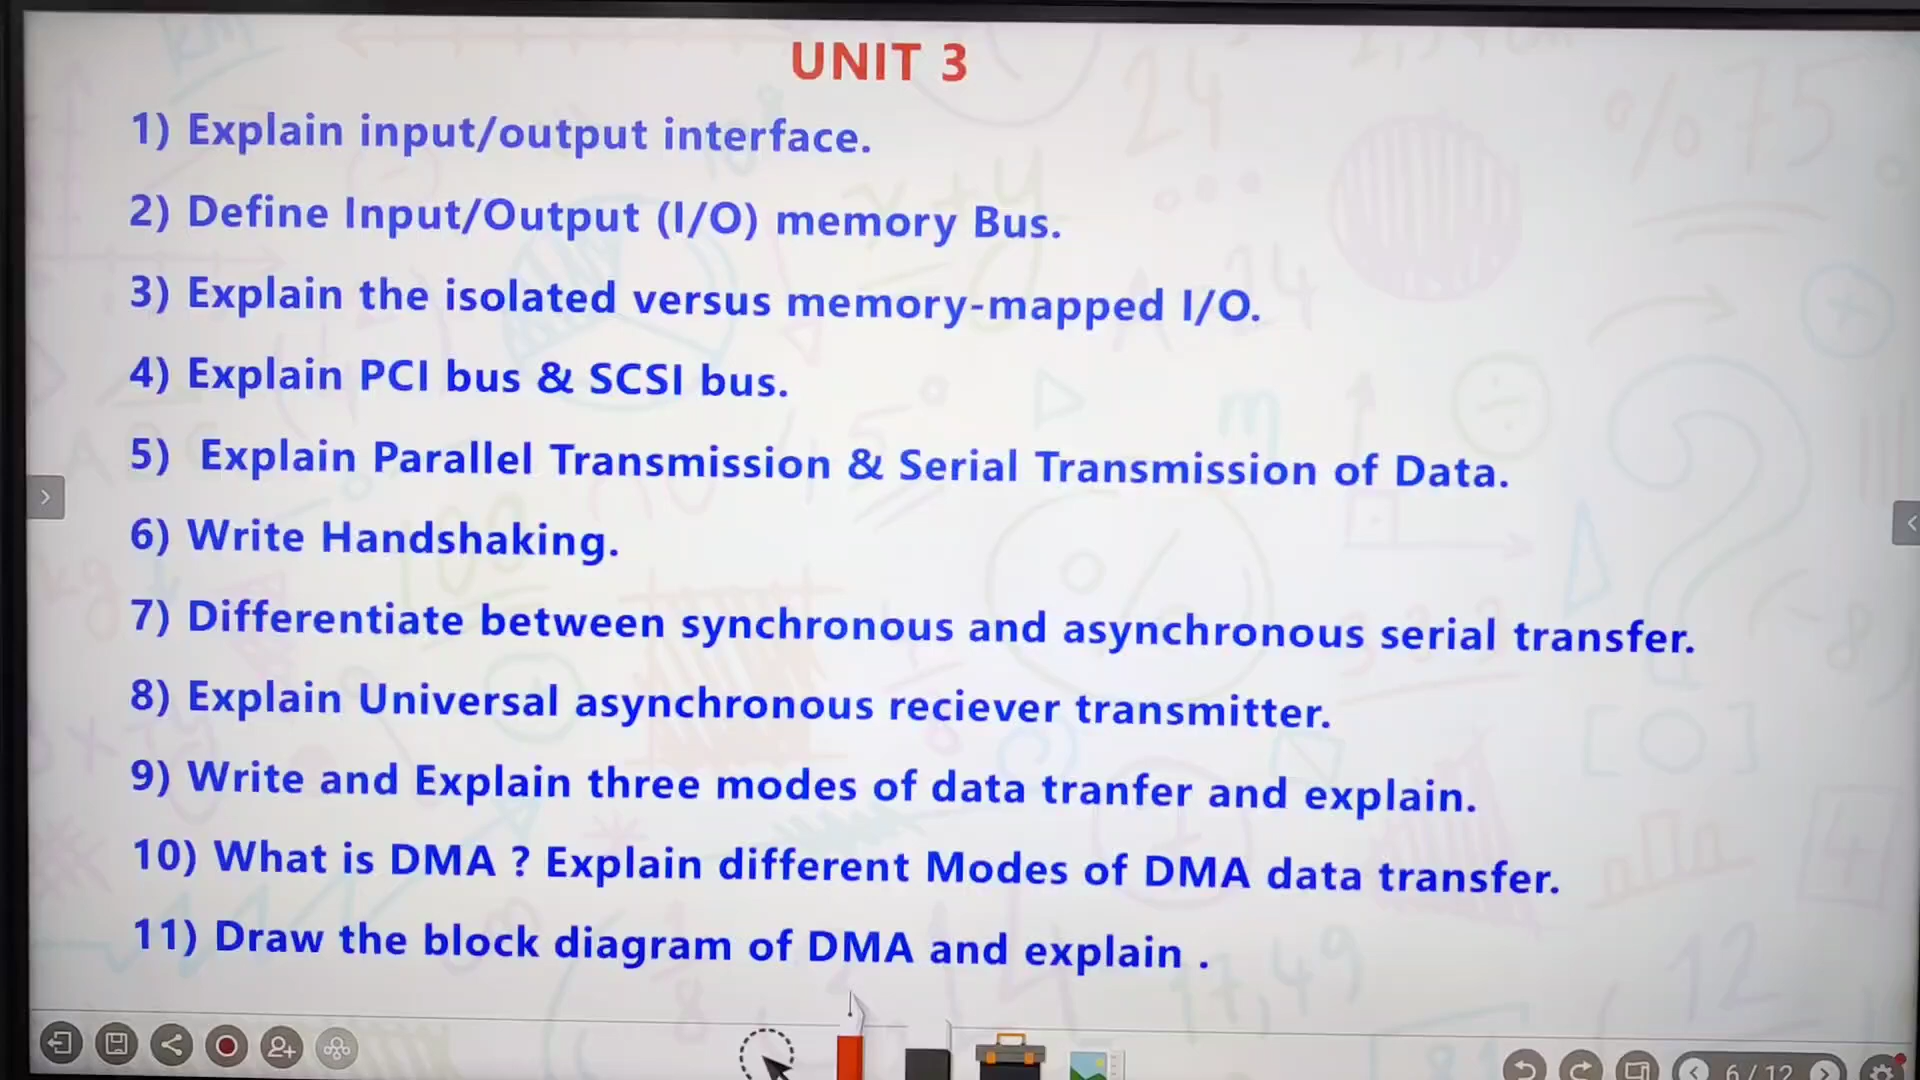 UNIT 3
1) Explain input/output interface.
2) Define Input/Output (I/O) memory Bus.
3) Explain the isolated versus memory-mapped I/O.
4) Explain PCI bus & SCSI bus.
5) Explain Parallel Transmission & Serial Transmission of Data.
6) Write Handshaking.
7) Differentiate between synchronous and asynchronous serial transfer.
8) Explain Universal asynchronous reciever transmitter.
9) Write and Explain three modes of data tranfer and explain.
10) What is DMA ? Explain different Modes of DMA data transfer.
11) Draw the block diagram of DMA and explain .
6 / 12